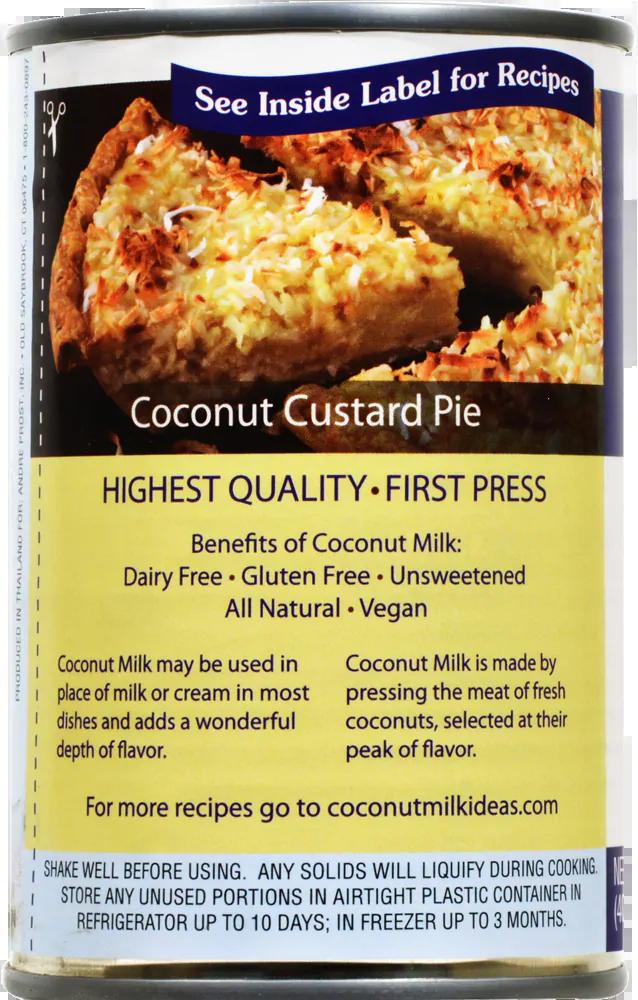 See Inside Label for Recipes
Coconut Custard Pie
HIGHEST QUALITY • FIRST PRESS
Benefits of Coconut Milk:
Dairy Free • Gluten Free • Unsweetened
All Natural • Vegan
Coconut Milk may be used in
place of milk or cream in most
dishes and adds a wonderful
depth of flavor.
Coconut Milk is made by
pressing the meat of fresh
coconuts, selected at their
peak of flavor.
For more recipes go to coconutmilkideas.com
SHAKE WELL BEFORE USING. ANY SOLIDS WILL LIQUIFY DURING COOKING.
STORE ANY UNUSED PORTIONS IN AIRTIGHT PLASTIC CONTAINER IN
REFRIGERATOR UP TO 10 DAYS; IN FREEZER UP TO 3 MONTHS.
PRODUCED IN THAILAND FOR: ANDRE PROST, INC. • OLD SAYBROOK, CT 06475 • 1-800-243-0897